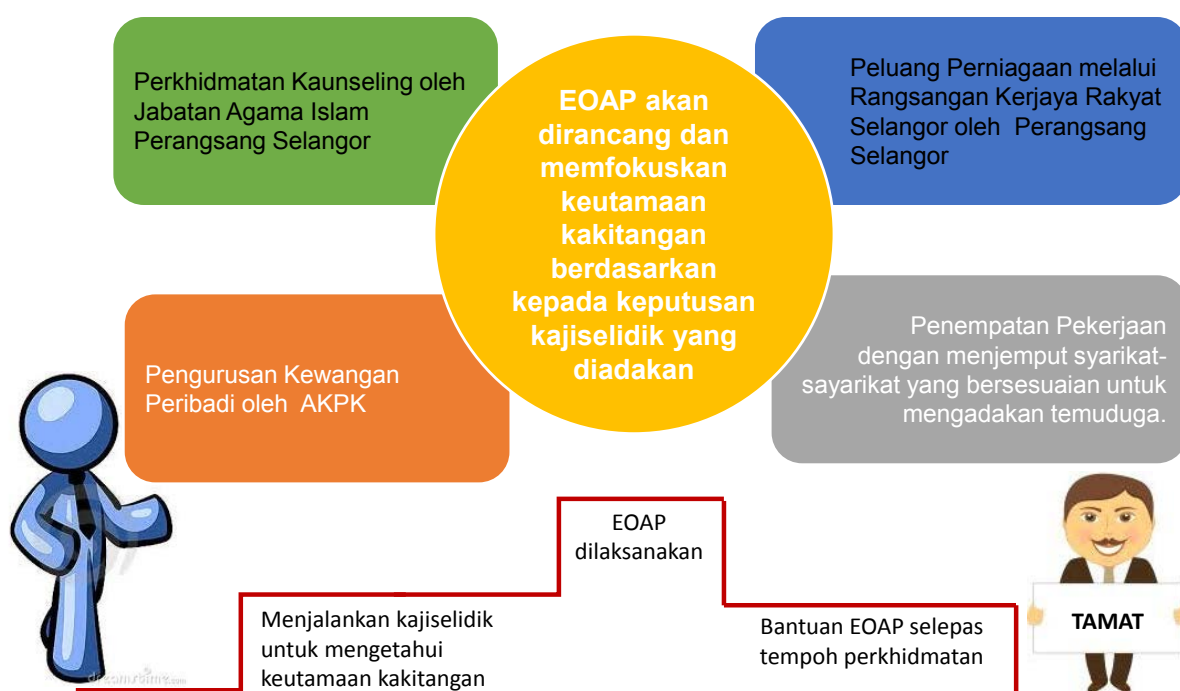 Perkhidmatan Kaunseling oleh
Jabatan Agama Islam
Perangsang Selangor
EOAP akan
dirancang dan
memfokuskan
keutamaan
kakitangan
berdasarkan
kepada keputusan
kajiselidik yang
diadakan
Peluang Perniagaan melalui
Rangsangan Kerjaya Rakyat
Selangor oleh Perangsang
Selangor
Pengurusan Kewangan
Peribadi oleh AKPK
Penempatan Pekerjaan
dengan menjemput syarikat-
sayarikat yang bersesuaian untuk
mengadakan temuduga.
EOAP
dilaksanakan
Menjalankan kajiselidik
untuk mengetahui
keutamaan kakitangan
Bantuan EOAP selepas
tempoh perkhidmatan
TAMAT
dreamstime.com